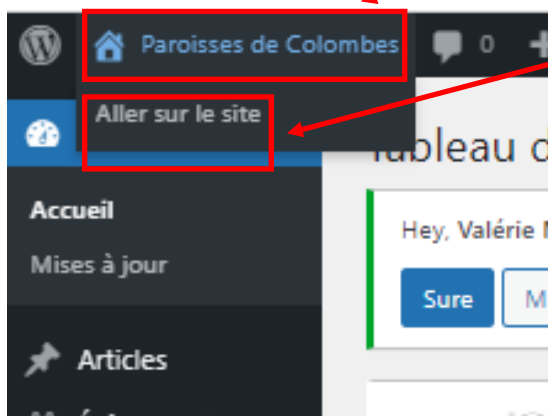 Paroisses de Colombes 0
Aller sur le site
Accueil
Hey, Valérie
Mises à jour
Sure
Articles